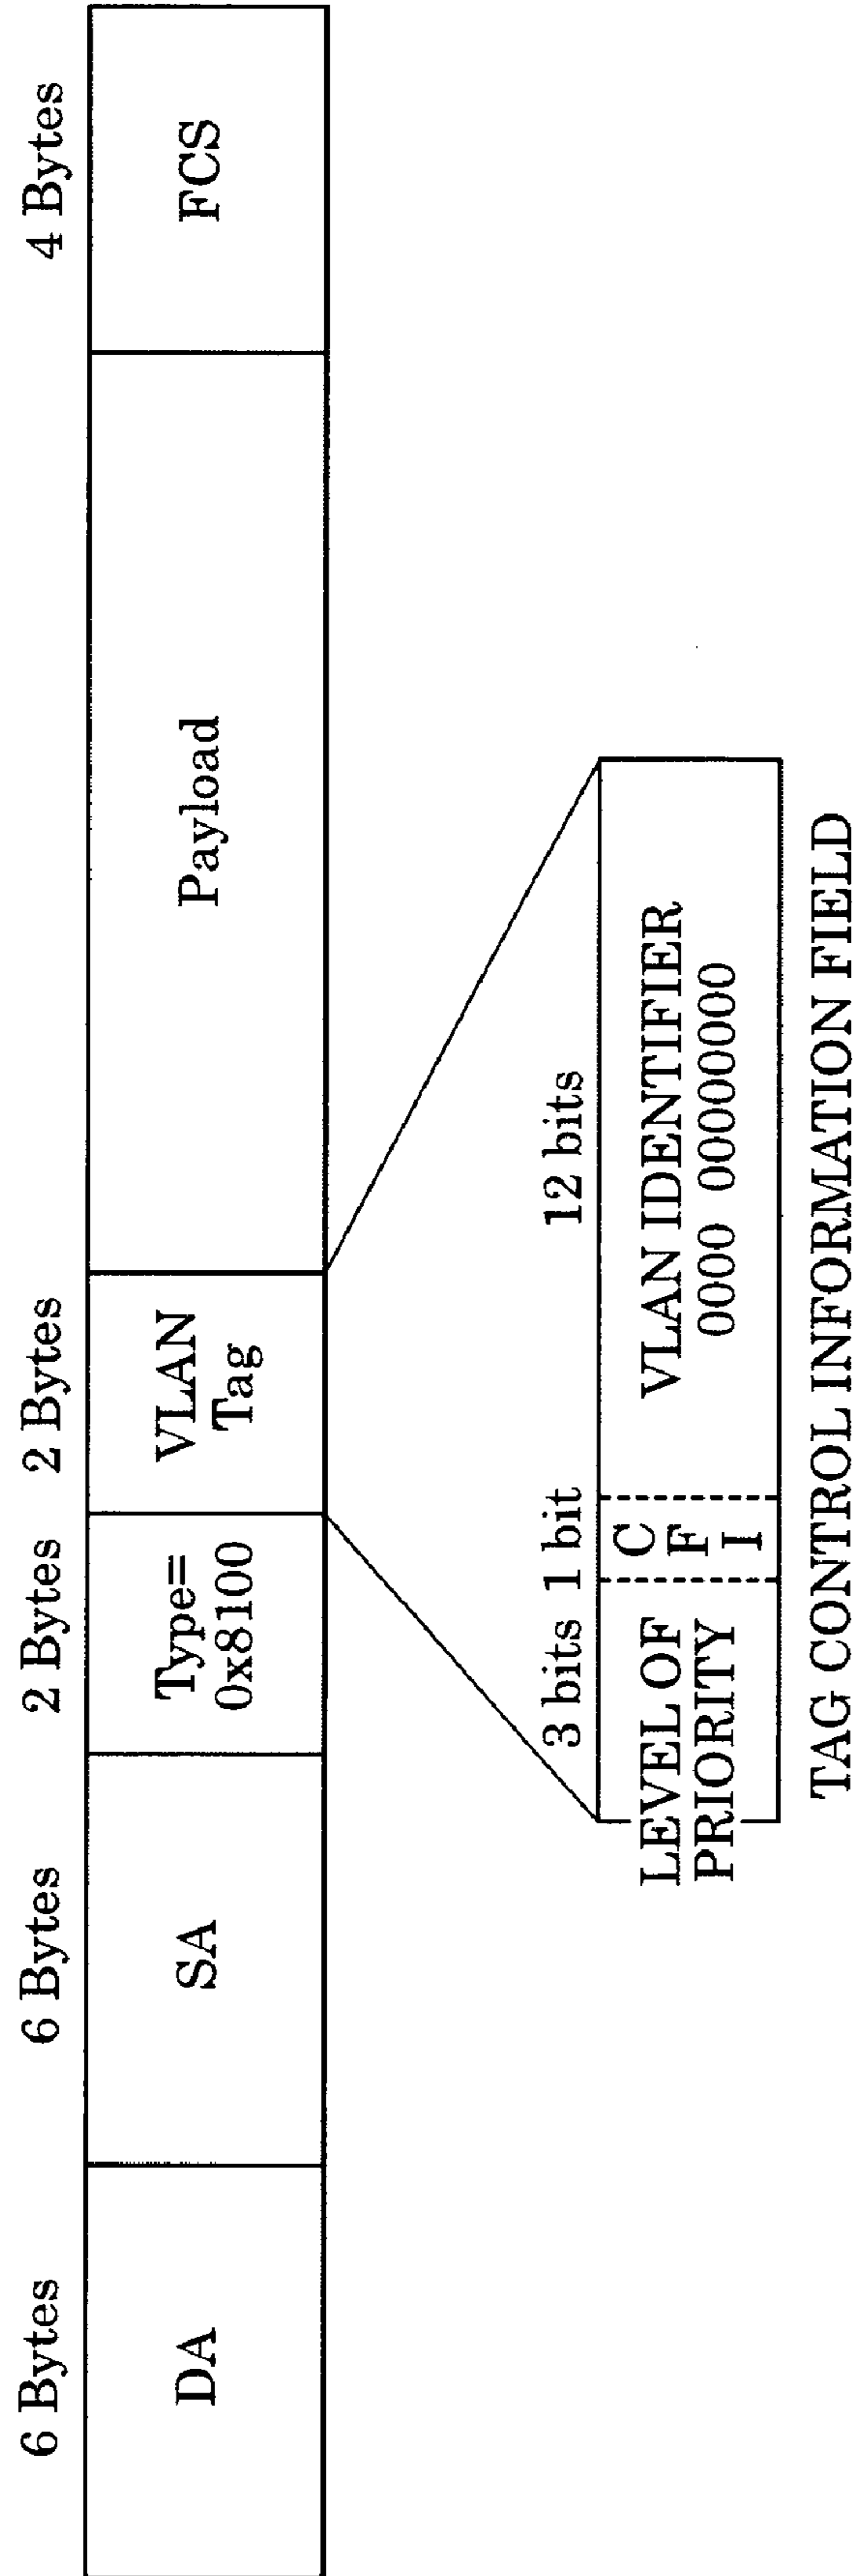 6 Bytes
6 Bytes
2 Bytes
2 Bytes
4 Bytes
DA
SA
Type=
0x8100
VLAN
Tag
Payload
FCS
3 bits
1 bit
12 bits
LEVEL OF
PRIORITY
C
F
I
VLAN IDENTIFIER
0000 00000000
TAG CONTROL INFORMATION FIELD